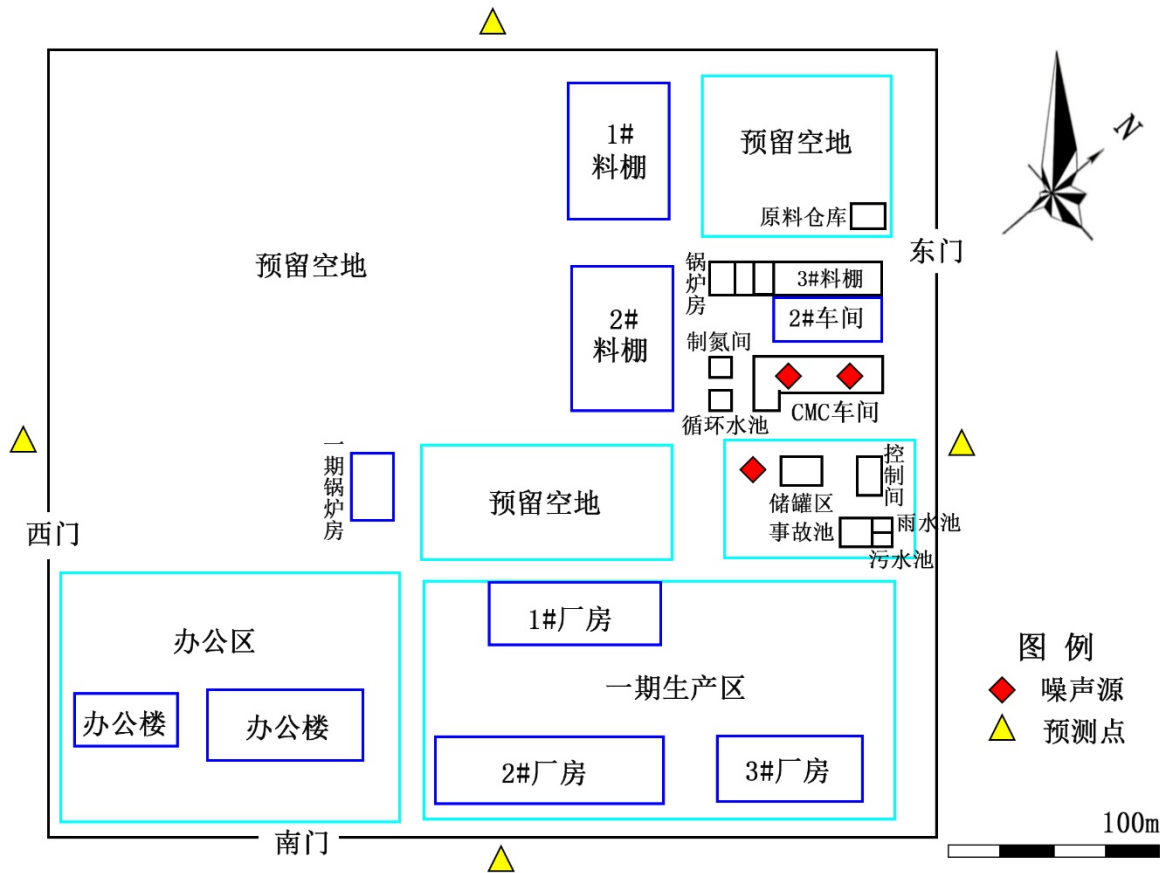 1#
料棚
预留空地
N
原料仓库
东门
预留空地
锅炉房
3#料棚
2#车间
2#
料棚
制氮间
CMC车间
循环水池
一期锅炉房
预留空地
控制间
储罐区
事故池
雨水池
污水池
西门
1#厂房
办公区
一期生产区
图 例
噪声源
预测点
办公楼
办公楼
2#厂房
3#厂房
100m
南门